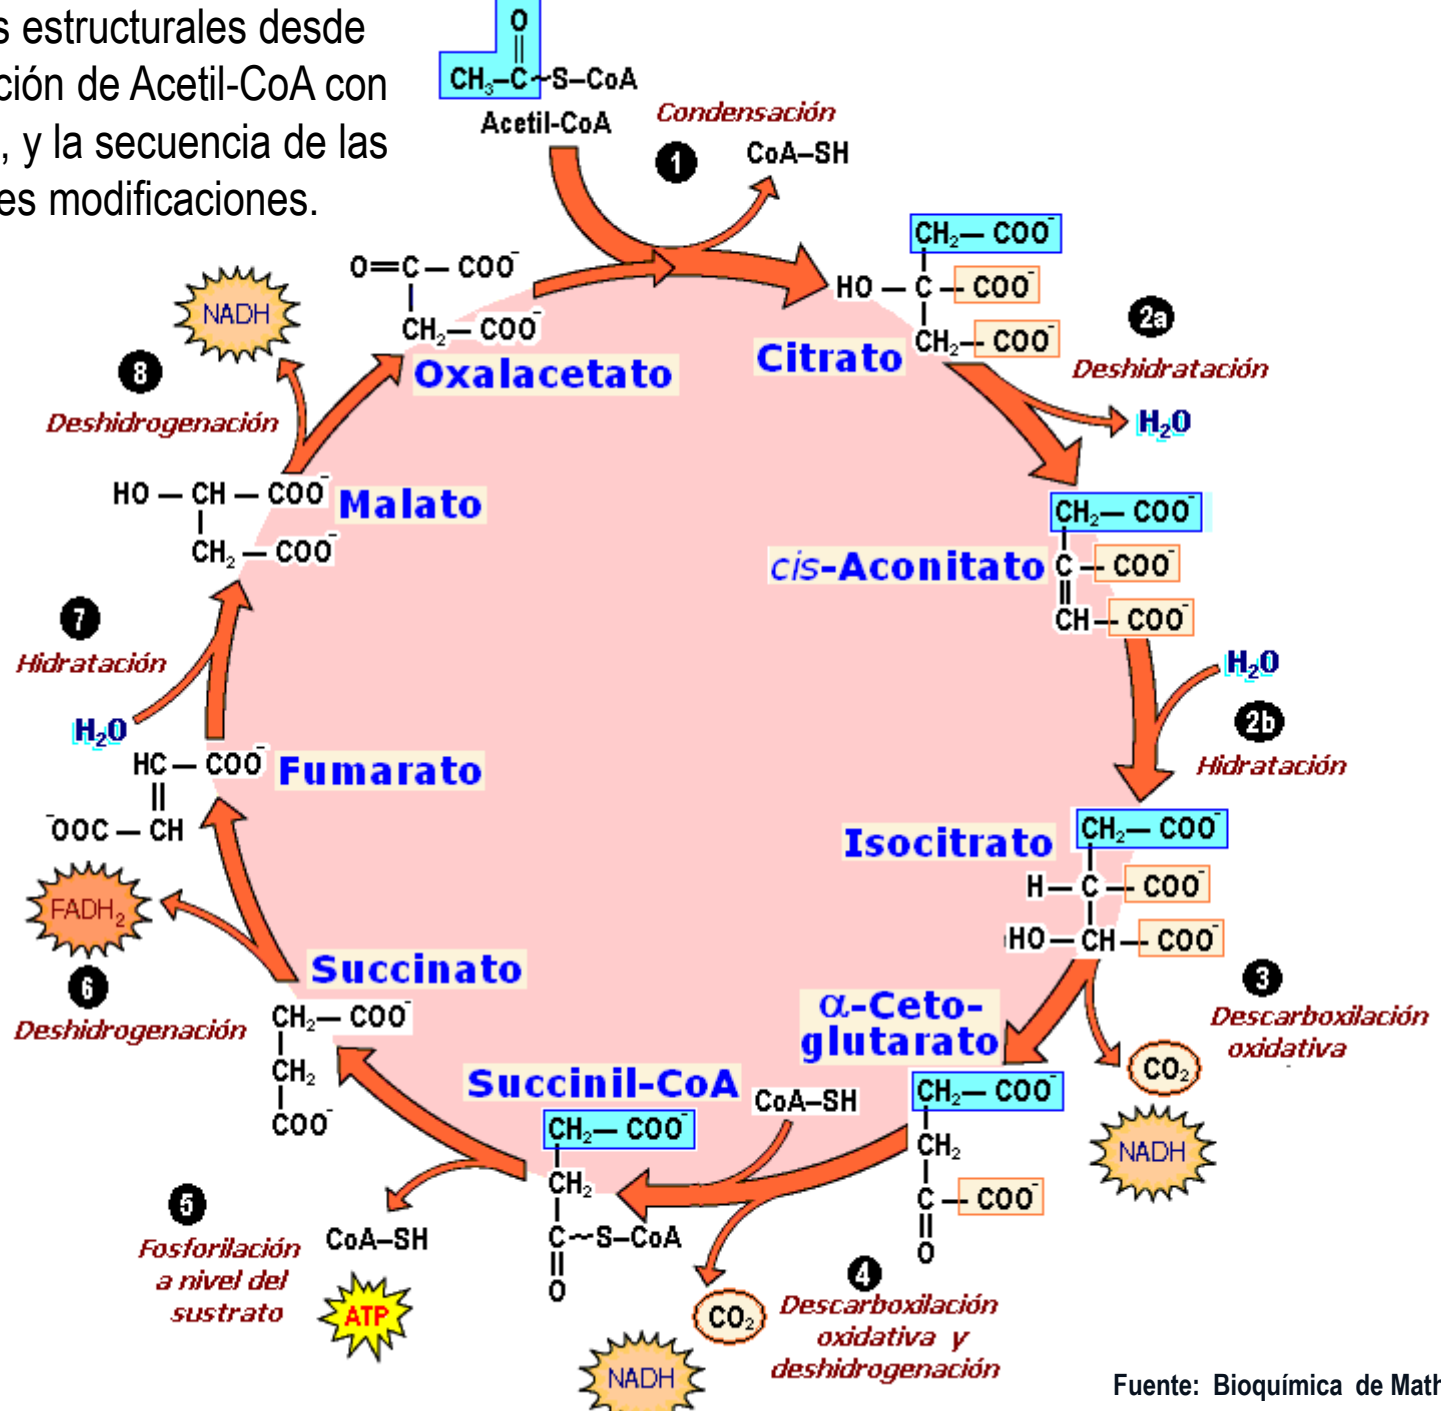 s estructurales desde
ción de Acetil-CoA con
, y la secuencia de las
es modificaciones.
O
CH₃–C~S–CoA
Acetil-CoA
Condensación
1
CoA–SH
CH₂— COO⁻
HO — C — COO⁻
CH₂— COO⁻
Citrato
2a
Deshidratación
H₂O
CH₂— COO⁻
C — COO⁻
CH — COO⁻
cis-Aconitato
H₂O
2b
Hidratación
Isocitrato
CH₂— COO⁻
H — C — COO⁻
HO — CH — COO⁻
3
Descarboxilación
oxidativa
CO₂
NADH
α-Ceto-
glutarato
CH₂— COO⁻
CH₂
C — COO⁻
O
CoA–SH
4
Descarboxilación
oxidativa y
deshidrogenación
CO₂
NADH
Succinil-CoA
CH₂— COO⁻
CH₂
C~S–CoA
O
5
Fosforilación
a nivel del
sustrato
CoA–SH
ATP
Succinato
CH₂— COO⁻
CH₂
COO⁻
6
Deshidrogenación
FADH₂
Fumarato
HC — COO⁻
⁻OOC — CH
H₂O
7
Hidratación
Malato
HO — CH — COO⁻
CH₂ — COO⁻
8
Deshidrogenación
NADH
O=C — COO⁻
CH₂— COO⁻
Oxalacetato
Fuente: Bioquímica de Math